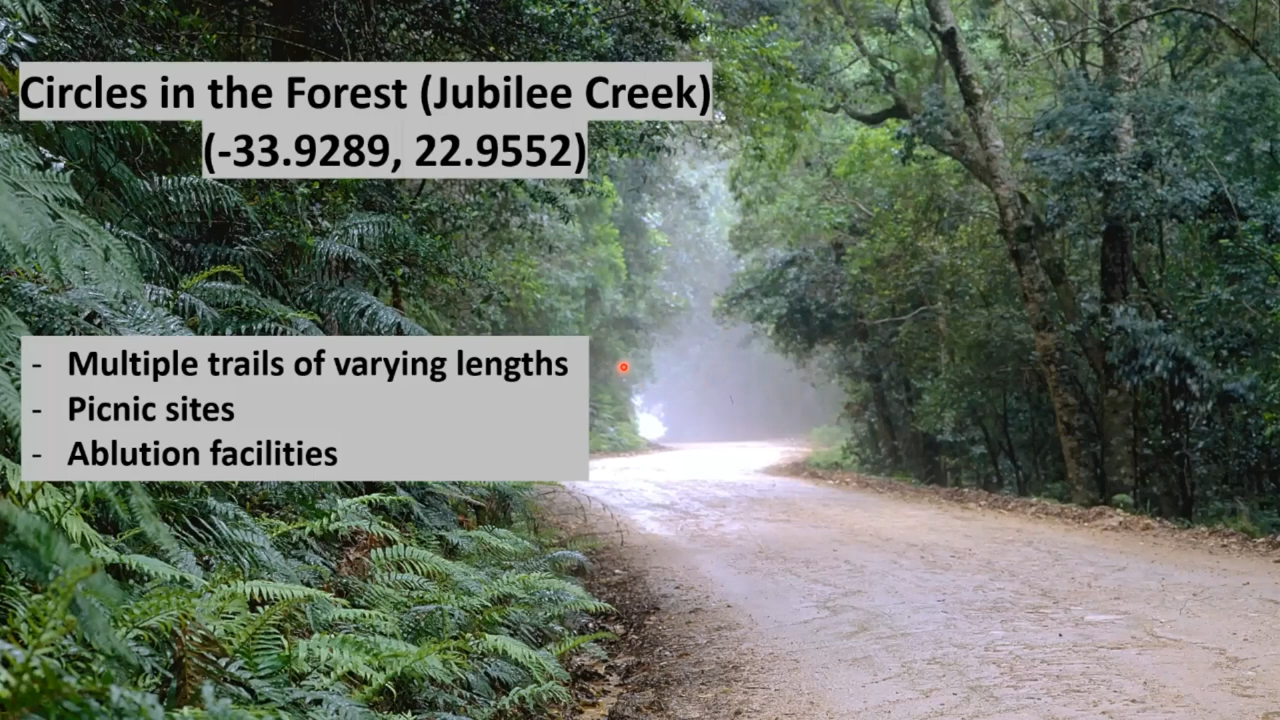 Circles in the Forest (Jubilee Creek)
(-33.9289, 22.9552)
- Multiple trails of varying lengths
- Picnic sites
- Ablution facilities